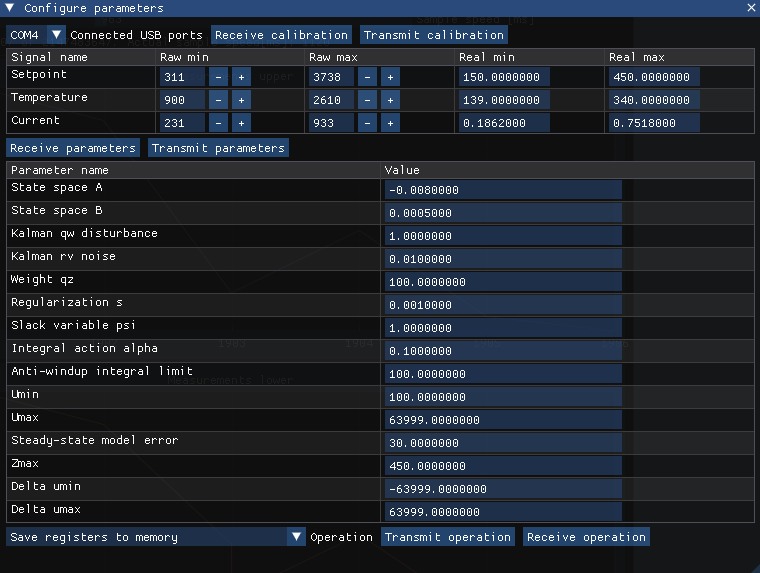 Configure parameters
COM4 Connected USB ports Receive calibration Transmit calibration
Signal name Raw min Raw max Real min Real max
Setpoint 311 - + 3738 - + 150.0000000 450.0000000
Temperature 900 - + 2610 - + 139.0000000 340.0000000
Current 231 - + 933 - + 0.1862000 0.7518000
Receive parameters Transmit parameters
Parameter name Value
State space A -0.0080000
State space B 0.0005000
Kalman qw disturbance 1.0000000
Kalman rv noise 0.0100000
Weight qz 100.0000000
Regularization s 0.0010000
Slack variable psi 1.0000000
Integral action alpha 0.1000000
Anti-windup integral limit 100.0000000
Umin 100.0000000
Umax 63999.0000000
Steady-state model error 30.0000000
Zmax 450.0000000
Delta umin -63999.0000000
Delta umax 63999.0000000
Save registers to memory Operation Transmit operation Receive operation